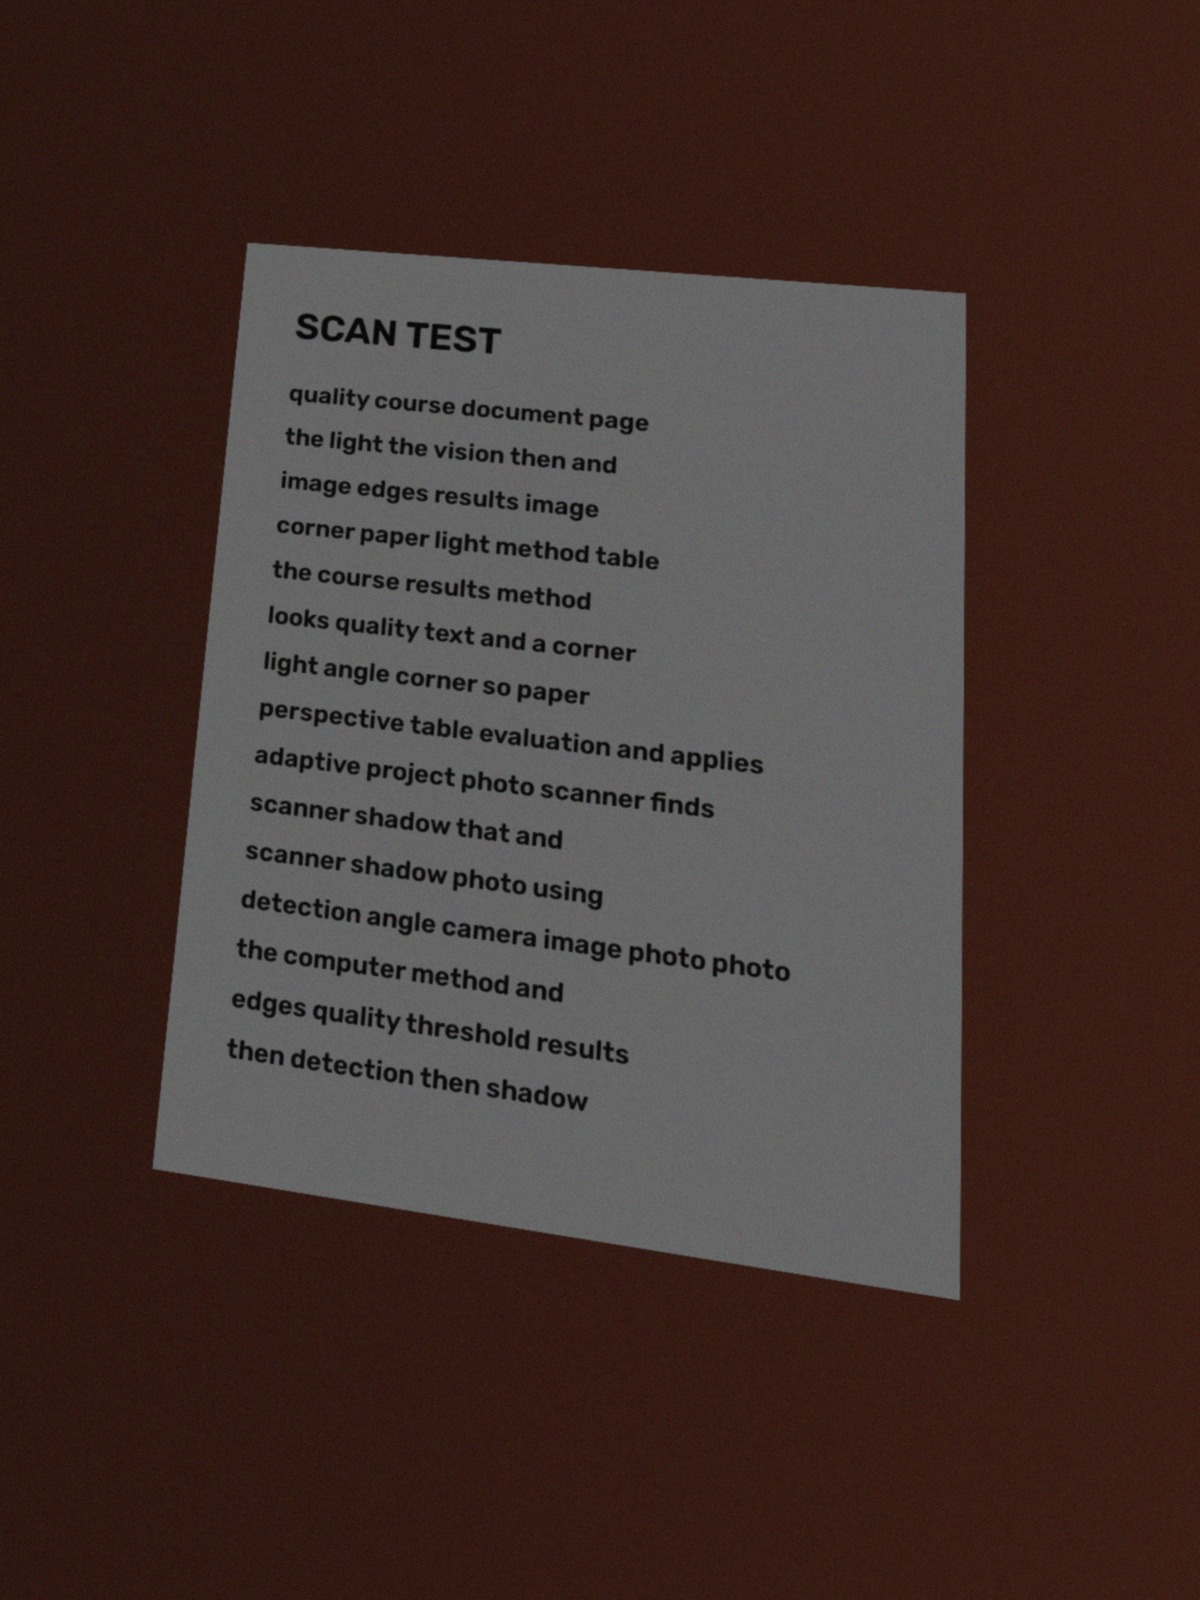 SCAN TEST
quality course document page
the light the vision then and
image edges results image
corner paper light method table
the course results method
looks quality text and a corner
light angle corner so paper
perspective table evaluation and applies
adaptive project photo scanner finds
scanner shadow that and
scanner shadow photo using
detection angle camera image photo photo
the computer method and
edges quality threshold results
then detection then shadow